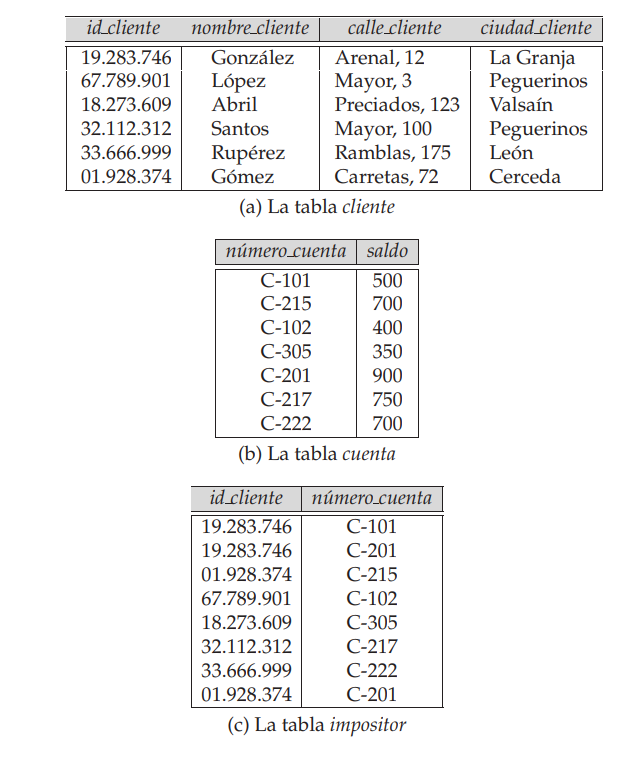 id_cliente nombre_cliente calle_cliente ciudad_cliente
19.283.746 González Arenal, 12 La Granja
67.789.901 López Mayor, 3 Peguerinos
18.273.609 Abril Preciados, 123 Valsaín
32.112.312 Santos Mayor, 100 Peguerinos
33.666.999 Rupérez Ramblas, 175 León
01.928.374 Gómez Carretas, 72 Cerceda
(a) La tabla cliente
número_cuenta saldo
C-101 500
C-215 700
C-102 400
C-305 350
C-201 900
C-217 750
C-222 700
(b) La tabla cuenta
id_cliente número_cuenta
19.283.746 C-101
19.283.746 C-201
01.928.374 C-215
67.789.901 C-102
18.273.609 C-305
32.112.312 C-217
33.666.999 C-222
01.928.374 C-201
(c) La tabla impositor